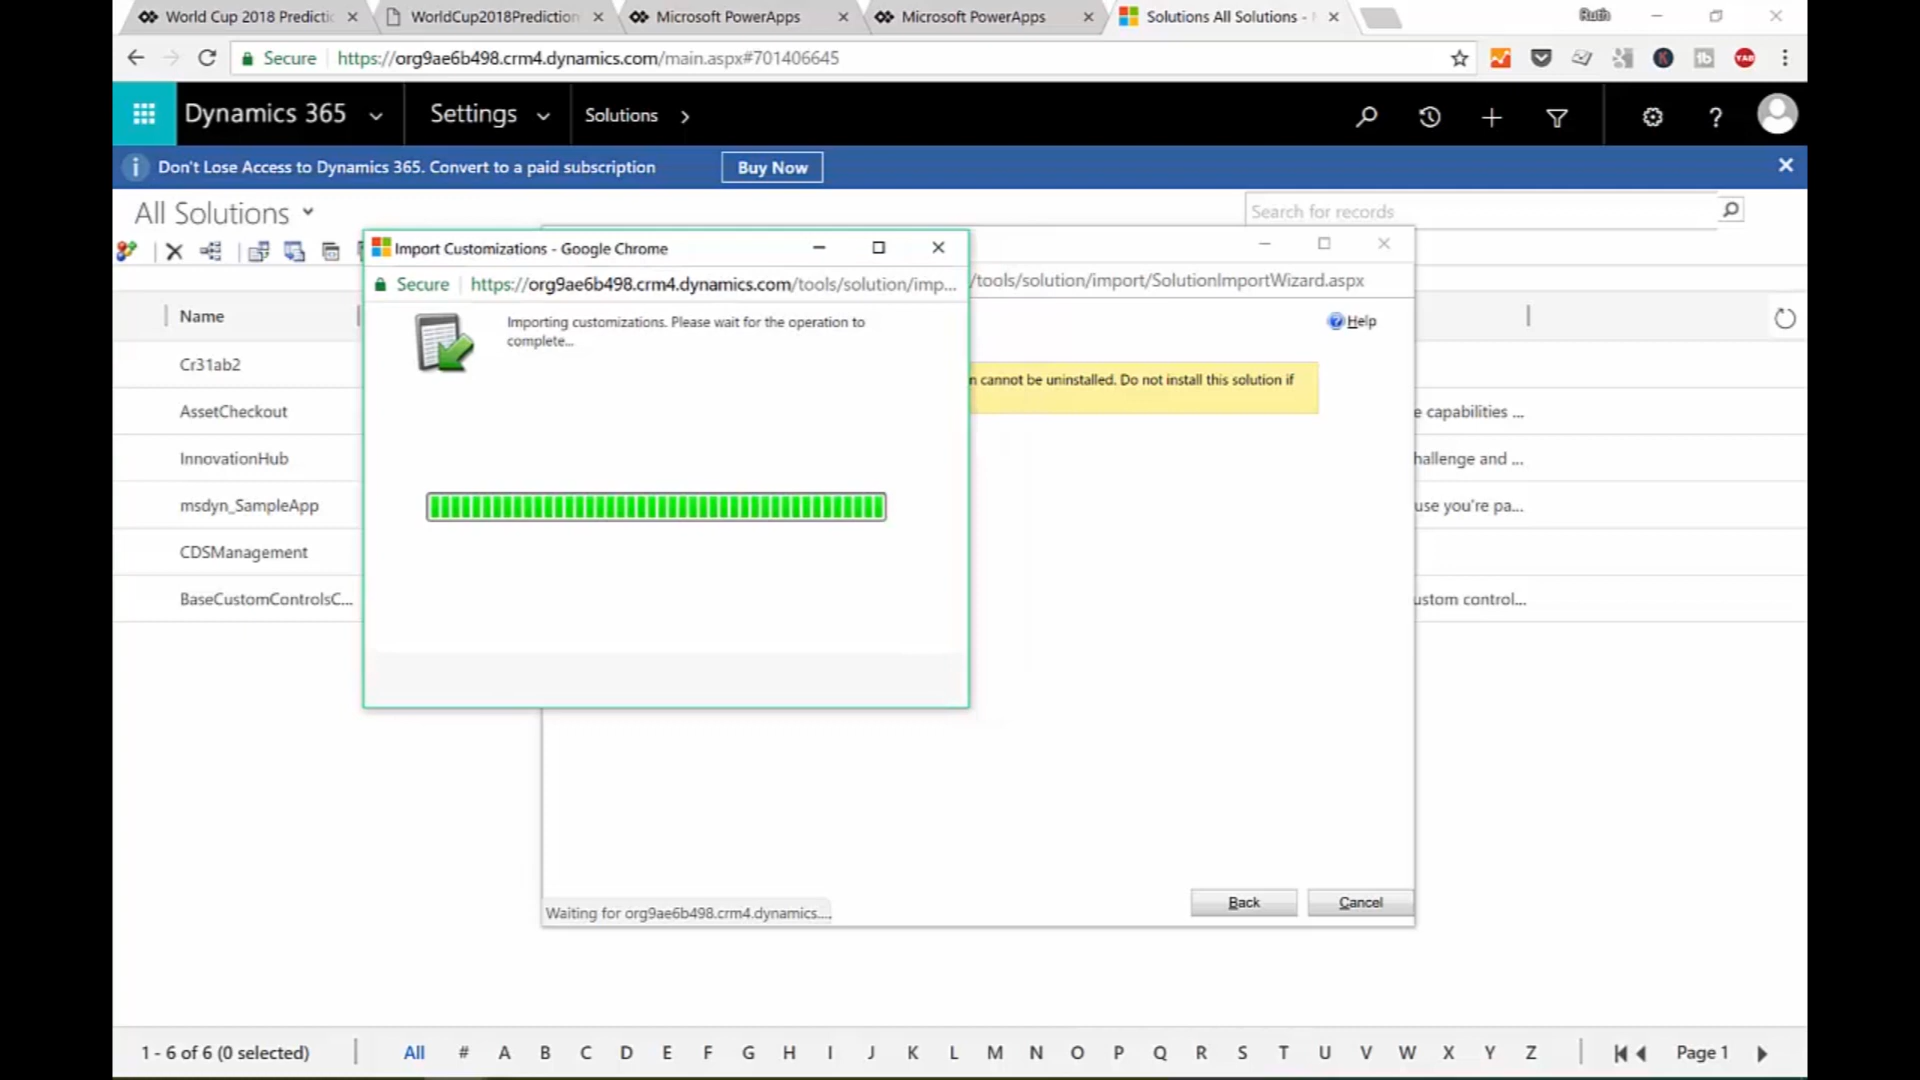 World Cup 2018 Predictic
WorldCup2018Prediction
Microsoft PowerApps
Microsoft PowerApps
Solutions All Solutions -
Ruth
Secure
https://org9ae6b498.crm4.dynamics.com/main.aspx#701406645
Dynamics 365
Settings
Solutions
?
Don't Lose Access to Dynamics 365. Convert to a paid subscription
Buy Now
All Solutions
Search for records
Import Customizations - Google Chrome
Secure
https://org9ae6b498.crm4.dynamics.com/tools/solution/imp...
/tools/solution/import/SolutionImportWizard.aspx
Name
Importing customizations. Please wait for the operation to
complete...
Help
n cannot be uninstalled. Do not install this solution if
Cr31ab2
AssetCheckout
e capabilities ...
InnovationHub
hallenge and ...
msdyn_SampleApp
use you're pa...
CDSManagement
BaseCustomControlsC...
ustom control...
Waiting for org9ae6b498.crm4.dynamics....
Back
Cancel
1 - 6 of 6 (0 selected)
All # A B C D E F G H I J K L M N O P Q R S T U V W X Y Z
Page 1